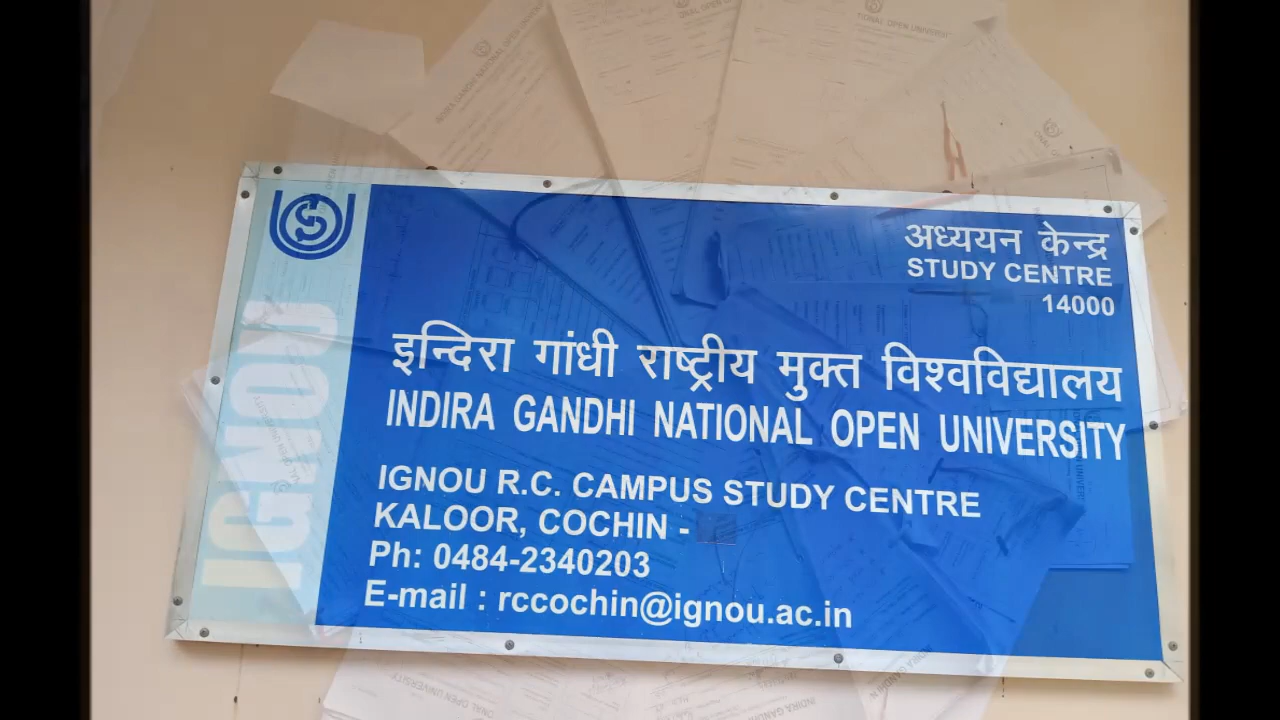 अध्ययन केन्द्र
STUDY CENTRE
14000
इन्दिरा गांधी राष्ट्रीय मुक्त विश्वविद्यालय
INDIRA GANDHI NATIONAL OPEN UNIVERSITY
IGNOU R.C. CAMPUS STUDY CENTRE
KALOOR, COCHIN -
Ph: 0484-2340203
E-mail : rccochin@ignou.ac.in
IGNOU